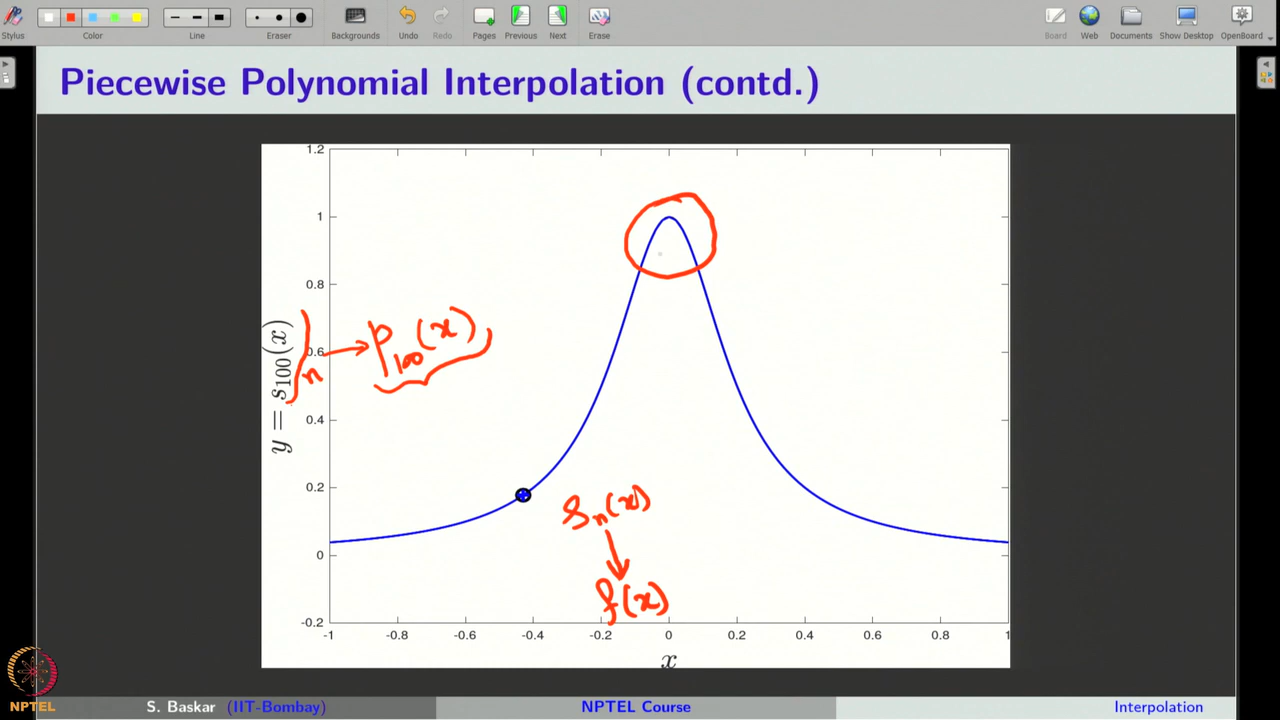 Stylus
Color
Line
Eraser
Backgrounds
Undo
Redo
Pages
Previous
Next
Erase
Board
Web
Documents
Show Desktop
OpenBoard
Piecewise Polynomial Interpolation (contd.)
1.2
1
0.8
0.6
0.4
0.2
0
-0.2
y = s₁₀₀(x)
n
p₁₀₀(x)
sₙ(x)
f(x)
-1 -0.8 -0.6 -0.4 -0.2 0 0.2 0.4 0.6 0.8 1
x
NPTEL
S. Baskar (IIT-Bombay) NPTEL Course Interpolation